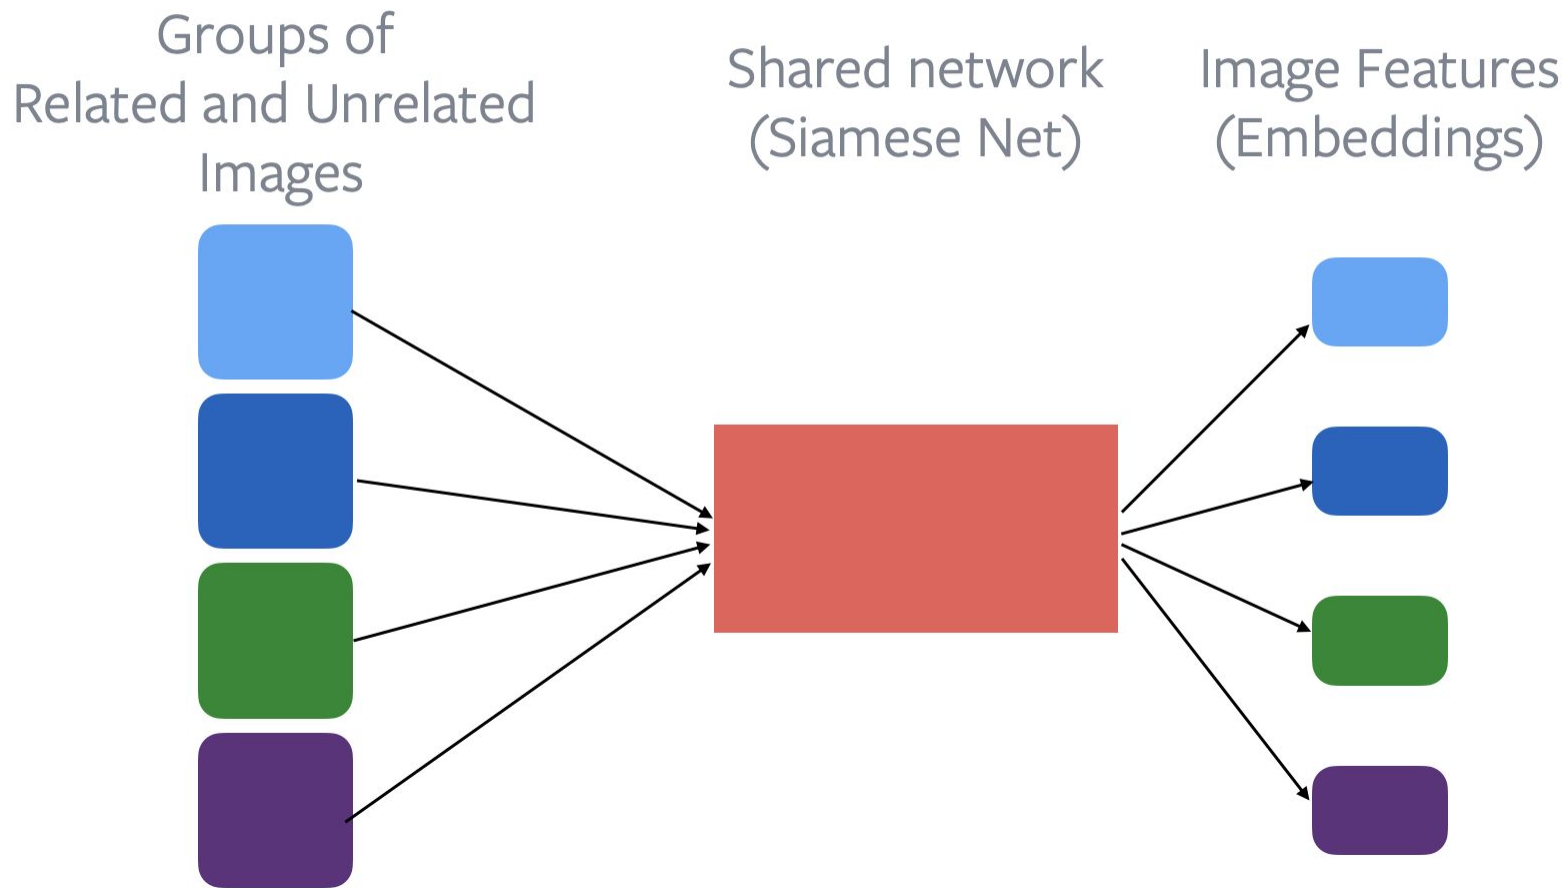 Groups of
Related and Unrelated
Images
Shared network
(Siamese Net)
Image Features
(Embeddings)